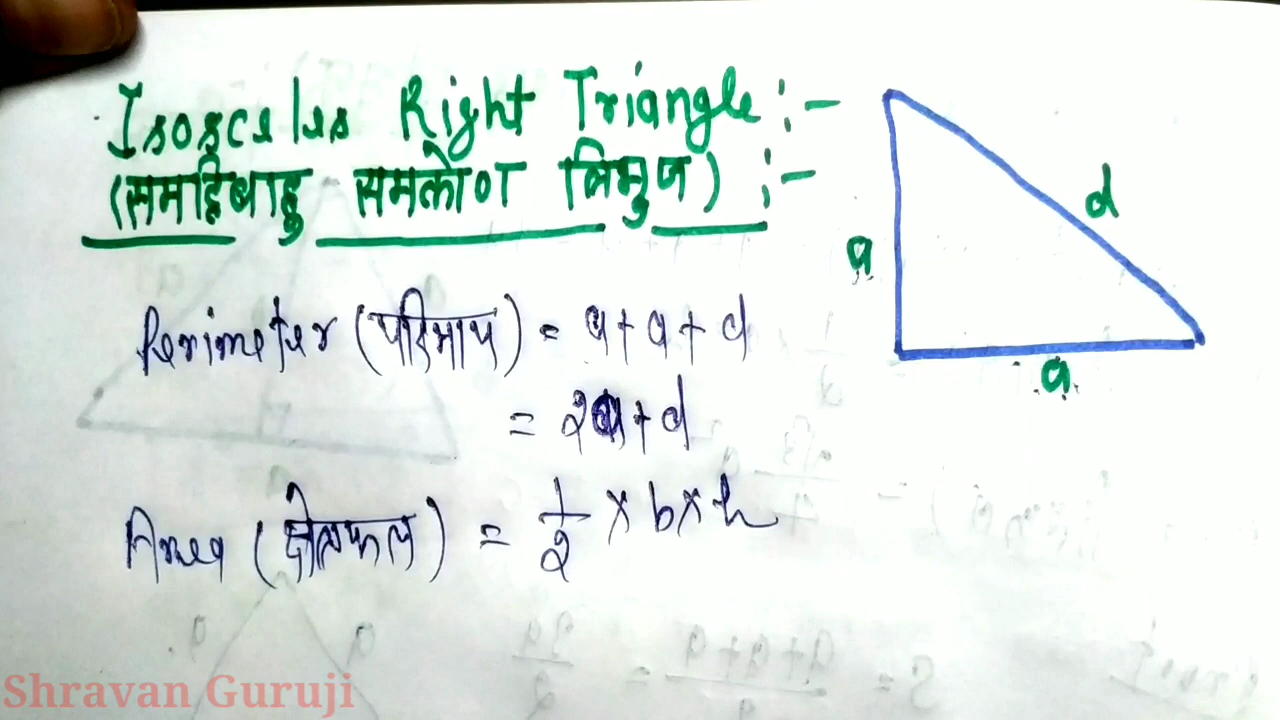 Isosceles Right Triangle :-
(समद्विबाहु समकोण त्रिभुज) :-
a
d
a
Perimeter (परिमाप) = a + a + d
= 2a + d
Area (क्षेत्रफल) = 1/2 × b × h
Shravan Guruji